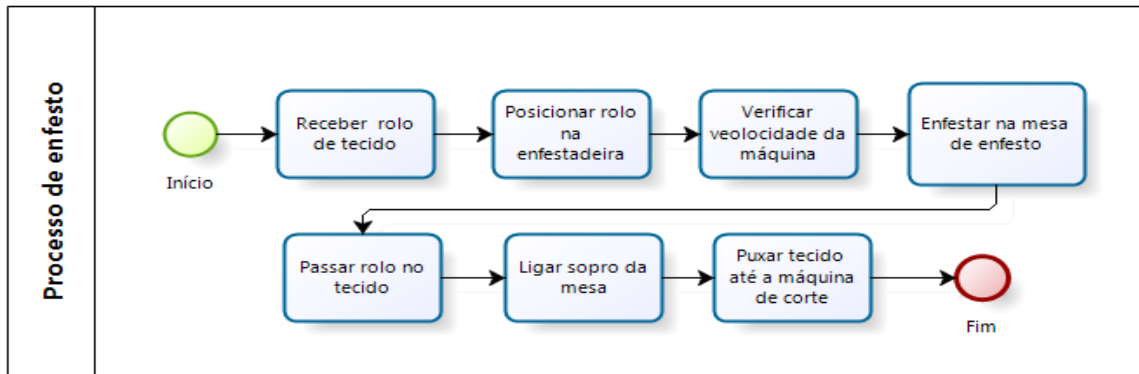 Processo de enfesto
Início
Receber rolo
de tecido
Posicionar rolo
na
enfestadeira
Verificar
veolocidade da
máquina
Enfestar na mesa
de enfesto
Passar rolo no
tecido
Ligar sopro da
mesa
Puxar tecido
até a máquina
de corte
Fim